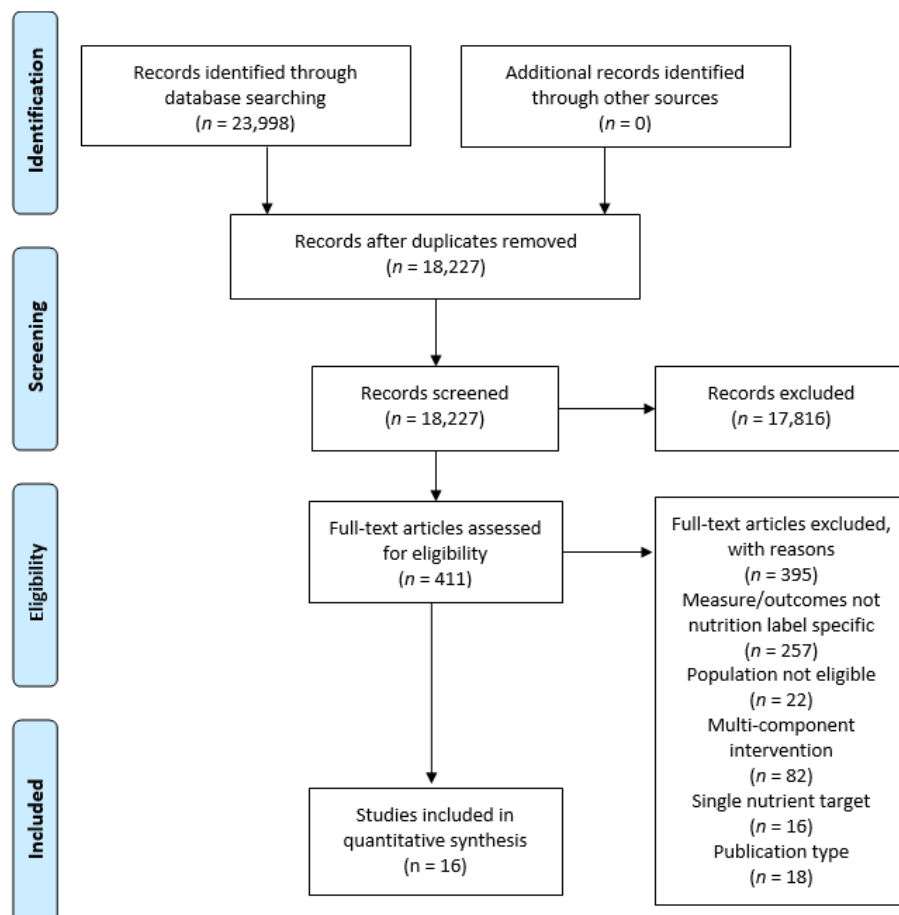 Identification
Records identified through
database searching
(n = 23,998)
Additional records identified
through other sources
(n = 0)
Records after duplicates removed
(n = 18,227)
Screening
Records screened
(n = 18,227)
Records excluded
(n = 17,816)
Eligibility
Full-text articles assessed
for eligibility
(n = 411)
Full-text articles excluded,
with reasons
(n = 395)
Measure/outcomes not
nutrition label specific
(n = 257)
Population not eligible
(n = 22)
Multi-component
intervention
(n = 82)
Single nutrient target
(n = 16)
Publication type
(n = 18)
Included
Studies included in
quantitative synthesis
(n = 16)